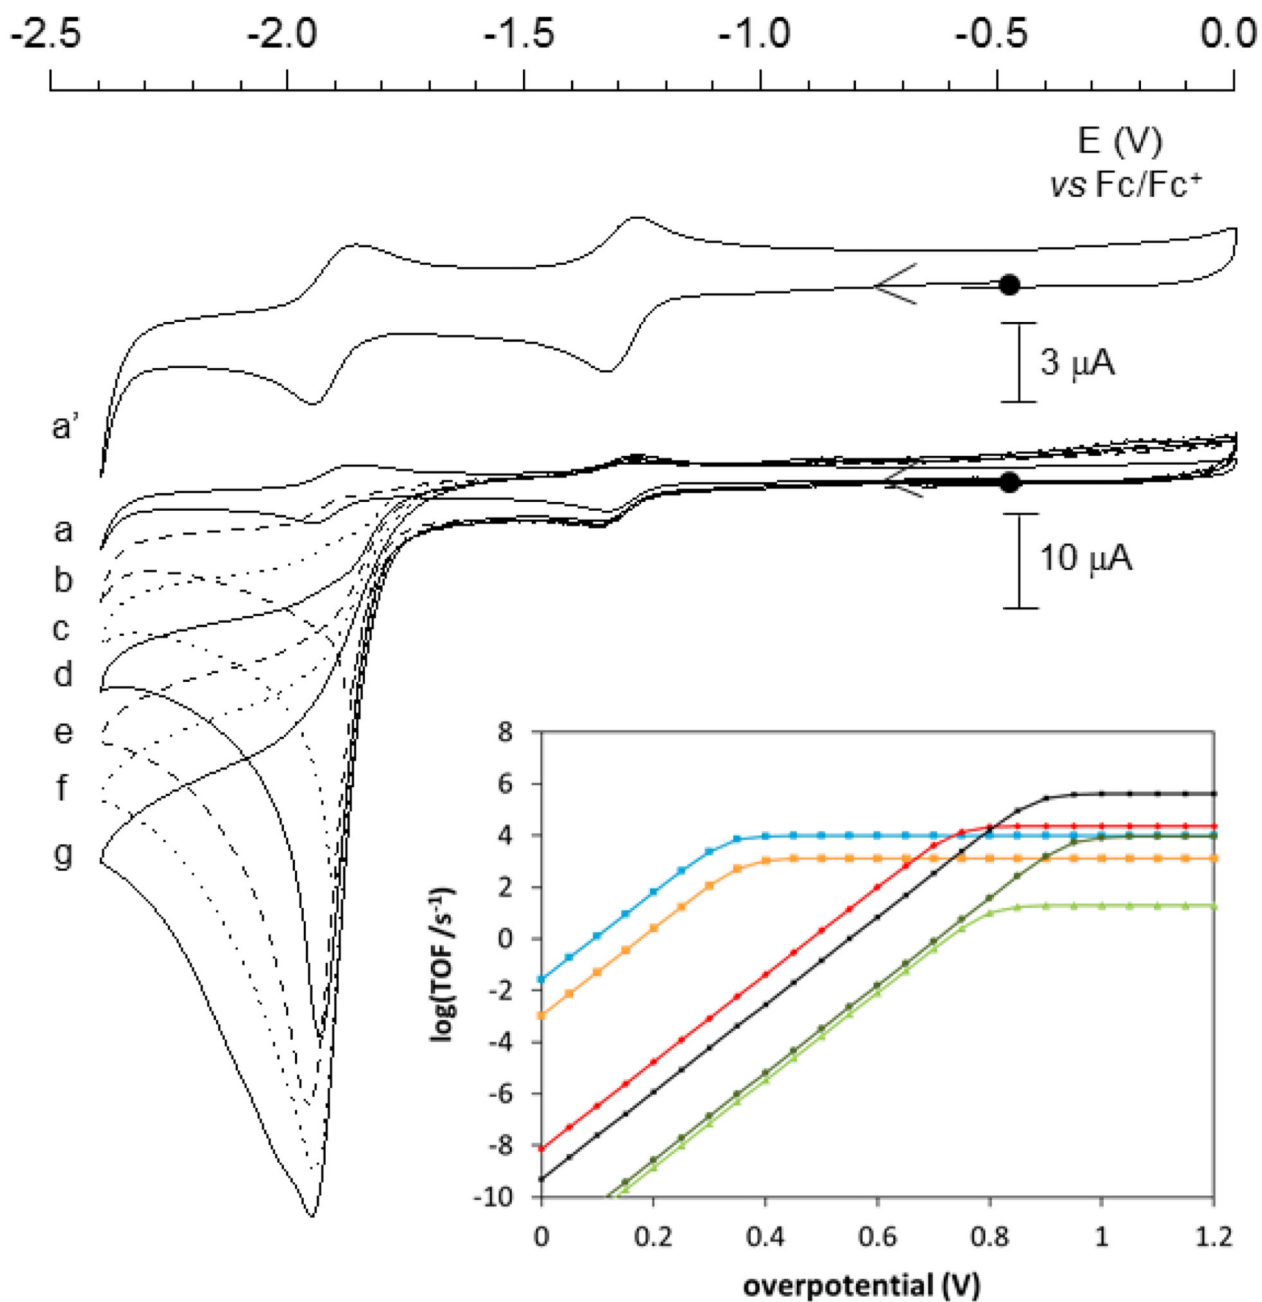 -2.5 -2.0 -1.5 -1.0 -0.5 0.0
E (V)
vs Fc/Fc⁺
3 μA
a’
a
10 μA
b
c
d
e
f
g
8
6
4
2
0
-2
-4
-6
-8
-10
log(TOF /s⁻¹)
0 0.2 0.4 0.6 0.8 1 1.2
overpotential (V)